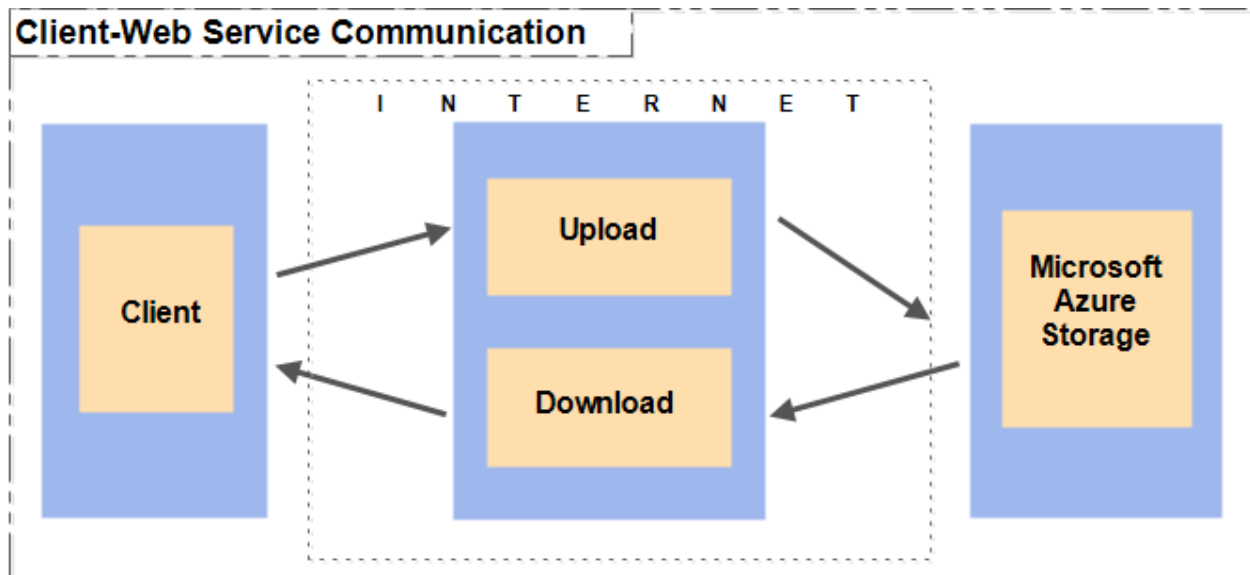 Client-Web Service Communication
I N T E R N E T
Upload
Client
Microsoft
Azure
Storage
Download